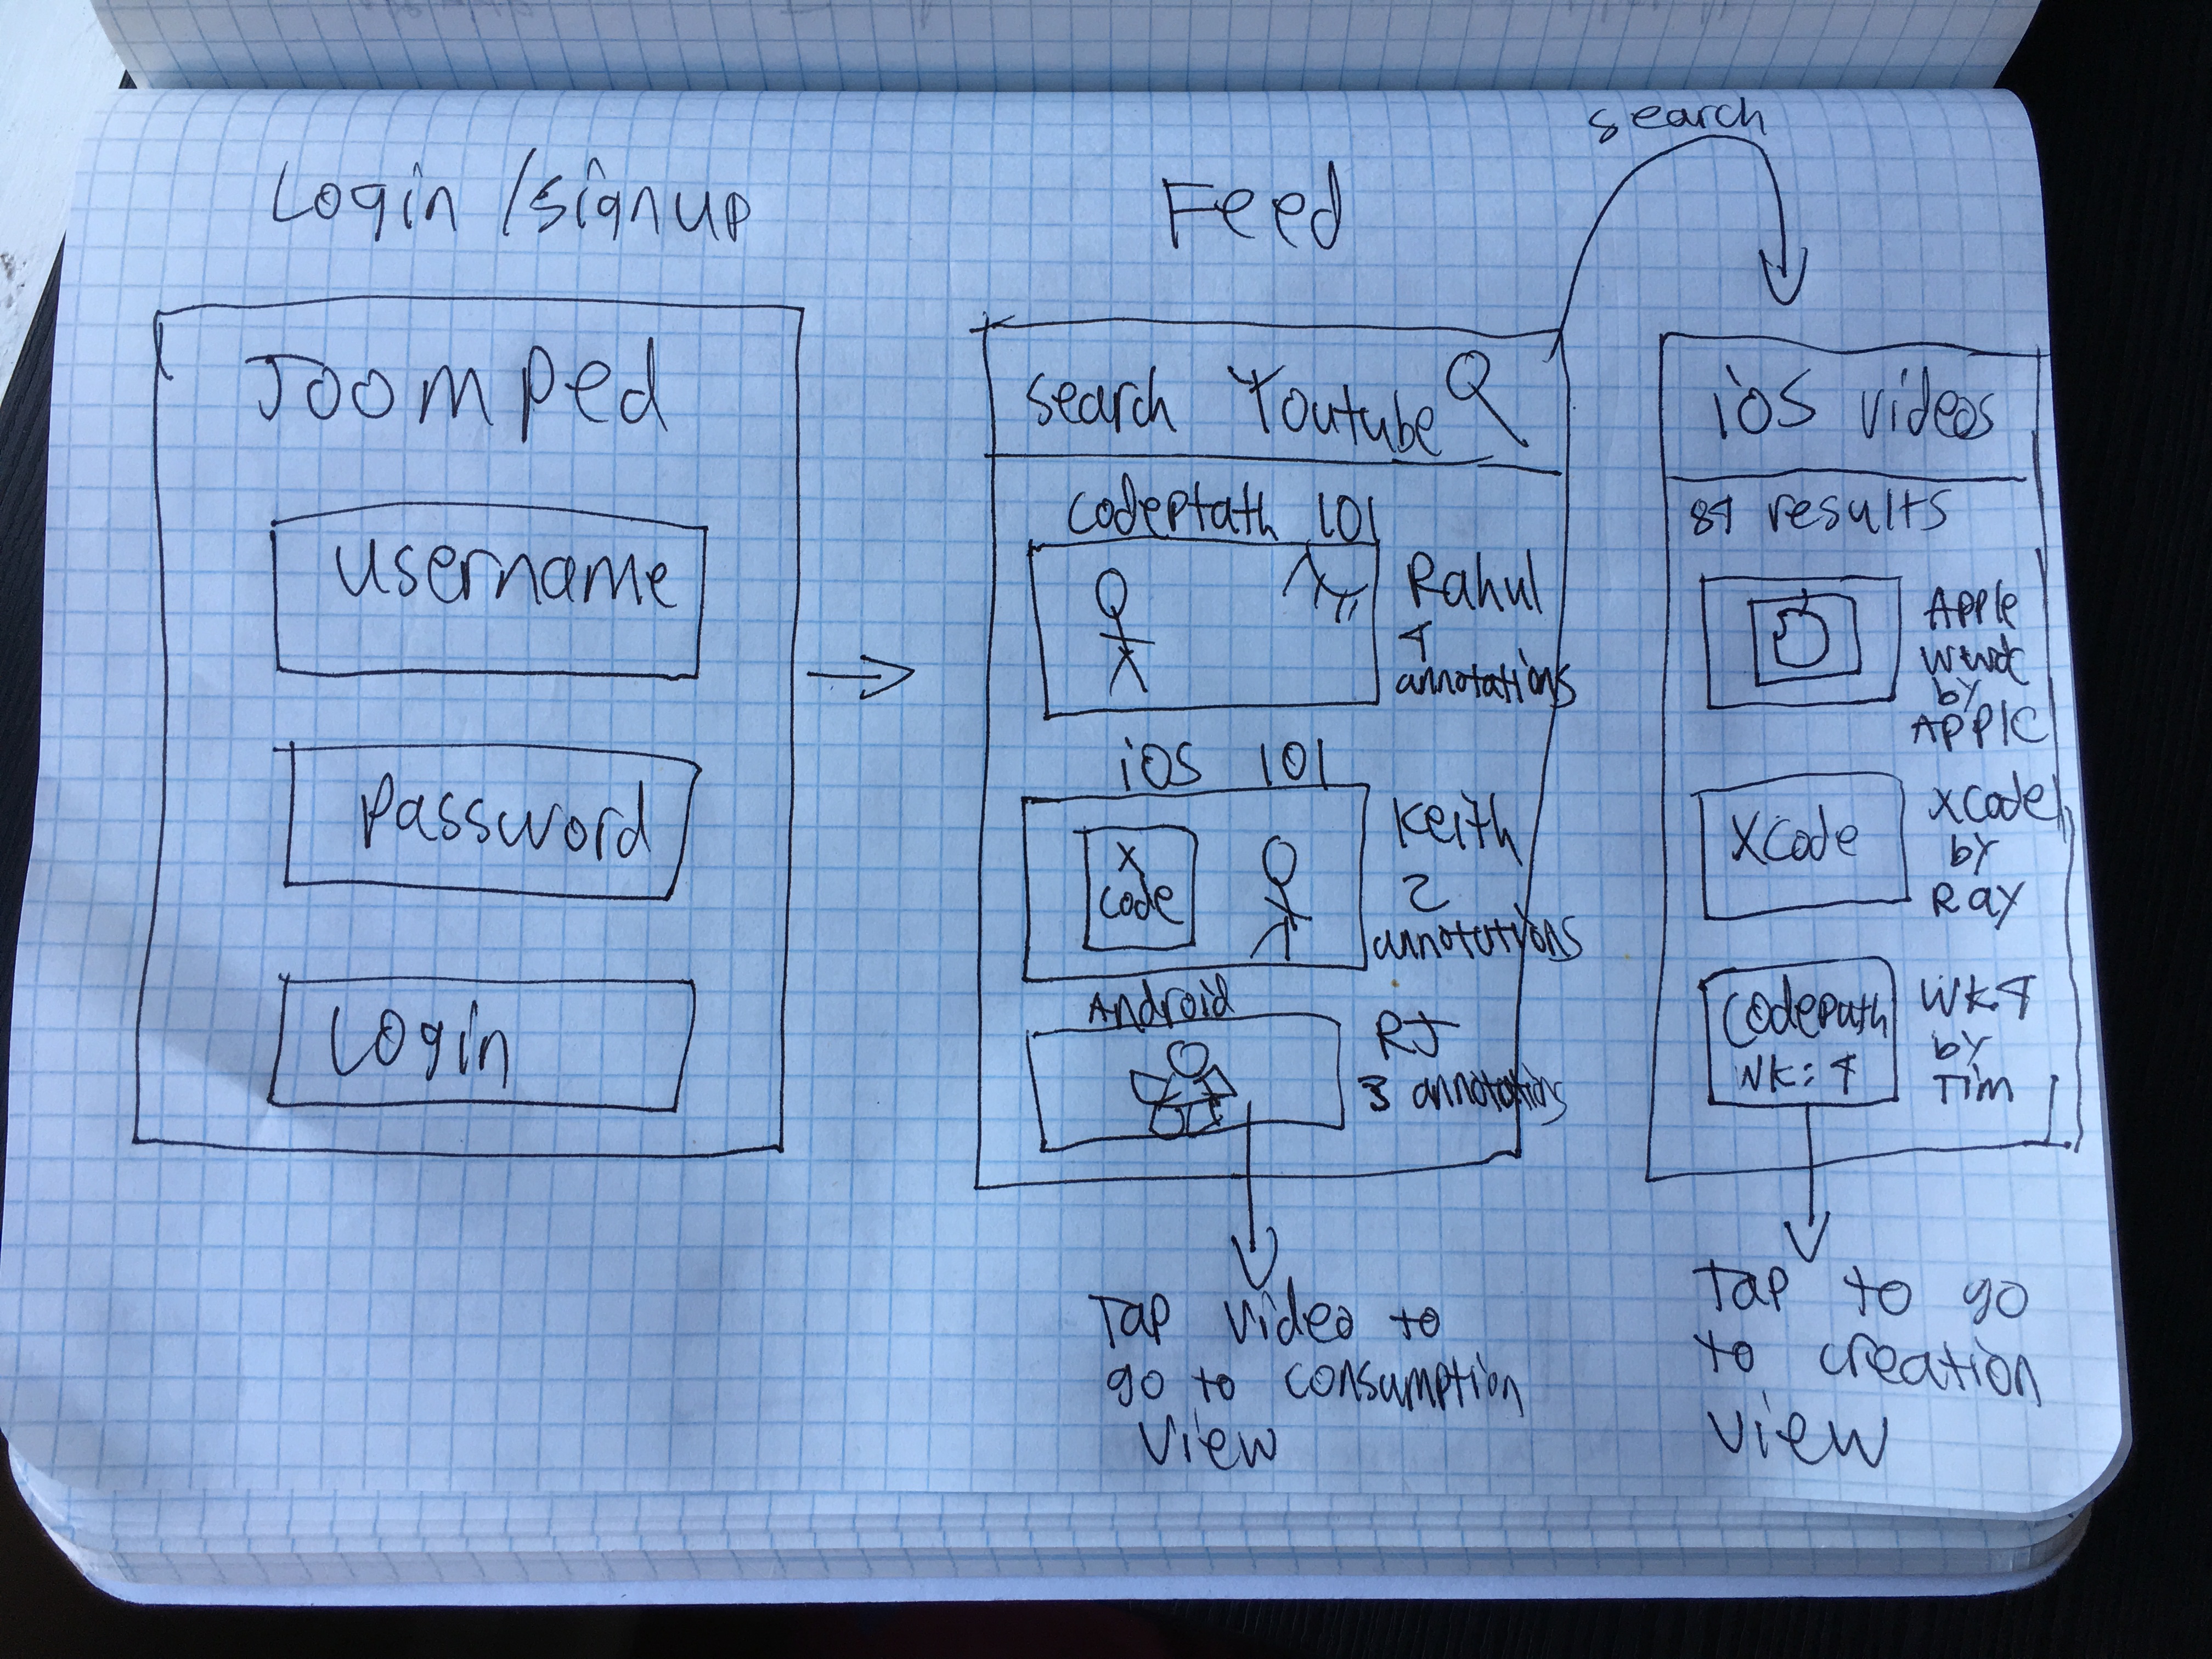 Login / signup
Joomped
username
password
Login
Feed
search Youtube
Codeptath 101
Rahul
4
annotations
iOS 101
X
code
Keith
2
annotations
Android
RJ
3 annotations
Tap video to
go to consumption
View
search
iOS Videos
84 results
Apple
by
Apple
XCode
XCode
by
Ray
Codepath
Wk: 4
Wk 4
by
Tim
Tap to go
to creation
View